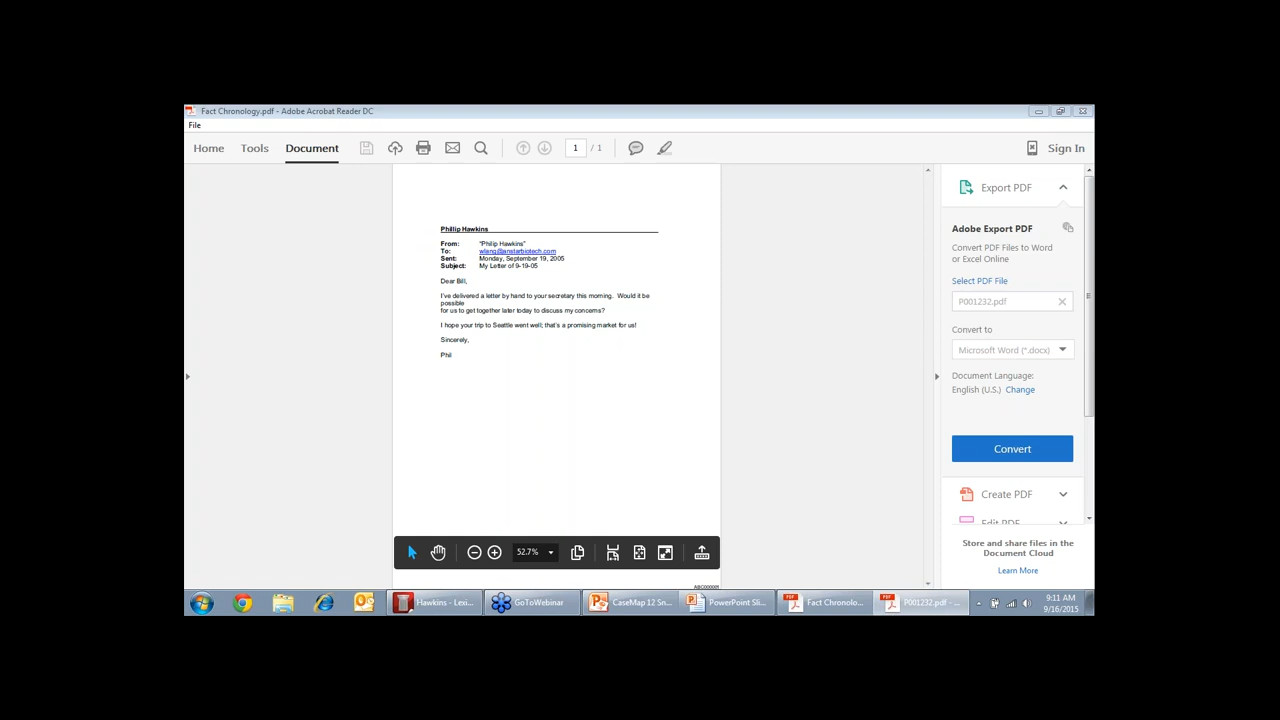 Fact Chronology.pdf - Adobe Acrobat Reader DC
File
Home Tools Document 1 / 1 Sign In
Export PDF
Adobe Export PDF
Convert PDF Files to Word
or Excel Online
Select PDF File
P001232.pdf
Convert to
Microsoft Word (*.docx)
Document Language:
English (U.S.) Change
Convert
Create PDF
Edit PDF
Store and share files in the
Document Cloud
Learn More
Phillip Hawkins
From: "Philip Hawkins"
To: wlang@anstarbiotech.com
Sent: Monday, September 19, 2005
Subject: My Letter of 9-19-05
Dear Bill,
I've delivered a letter by hand to your secretary this morning. Would it be
possible
for us to get together later today to discuss my concerns?
I hope your trip to Seattle went well; that's a promising market for us!
Sincerely,
Phil
52.7%
Hawkins - Lexi... GoToWebinar CaseMap 12 Sn... PowerPoint Sli... Fact Chronolo... P001232.pdf - ...
9:11 AM
9/16/2015